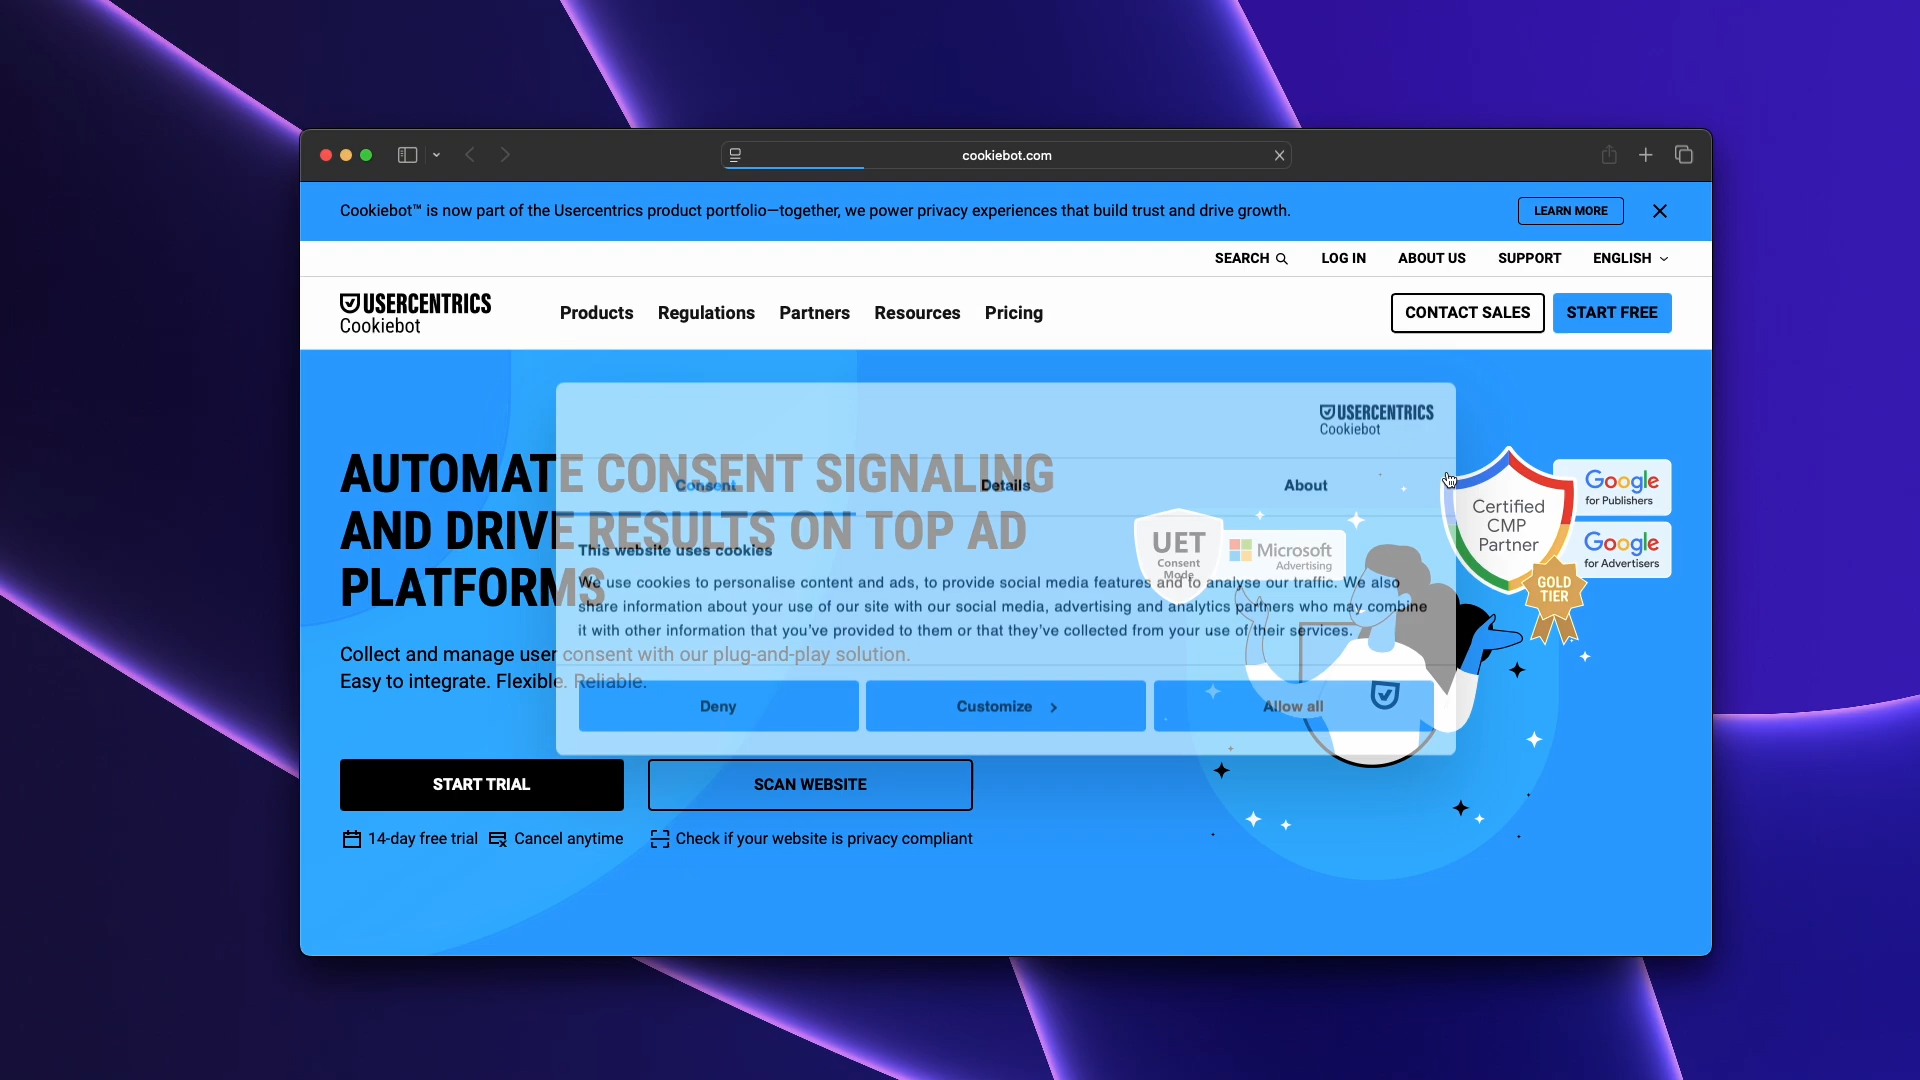 cookiebot.com
Cookiebot™ is now part of the Usercentrics product portfolio—together, we power privacy experiences that build trust and drive growth.
LEARN MORE
SEARCH
LOG IN
ABOUT US
SUPPORT
ENGLISH
USERCENTRICS
Cookiebot
Products
Regulations
Partners
Resources
Pricing
CONTACT SALES
START FREE
AUTOMATE CONSENT SIGNALING
AND DRIVE RESULTS ON TOP AD
PLATFORMS
Collect and manage user consent with our plug-and-play solution.
Easy to integrate. Flexible. Reliable.
USERCENTRICS
Cookiebot
Consent
Details
About
This website uses cookies
We use cookies to personalise content and ads, to provide social media features and to analyse our traffic. We also
share information about your use of our site with our social media, advertising and analytics partners who may combine
it with other information that you've provided to them or that they've collected from your use of their services.
Deny
Customize
Allow all
UET
Consent
Mode
Microsoft
Advertising
Certified
CMP
Partner
Google
for Publishers
Google
for Advertisers
GOLD
TIER
START TRIAL
SCAN WEBSITE
14-day free trial
Cancel anytime
Check if your website is privacy compliant